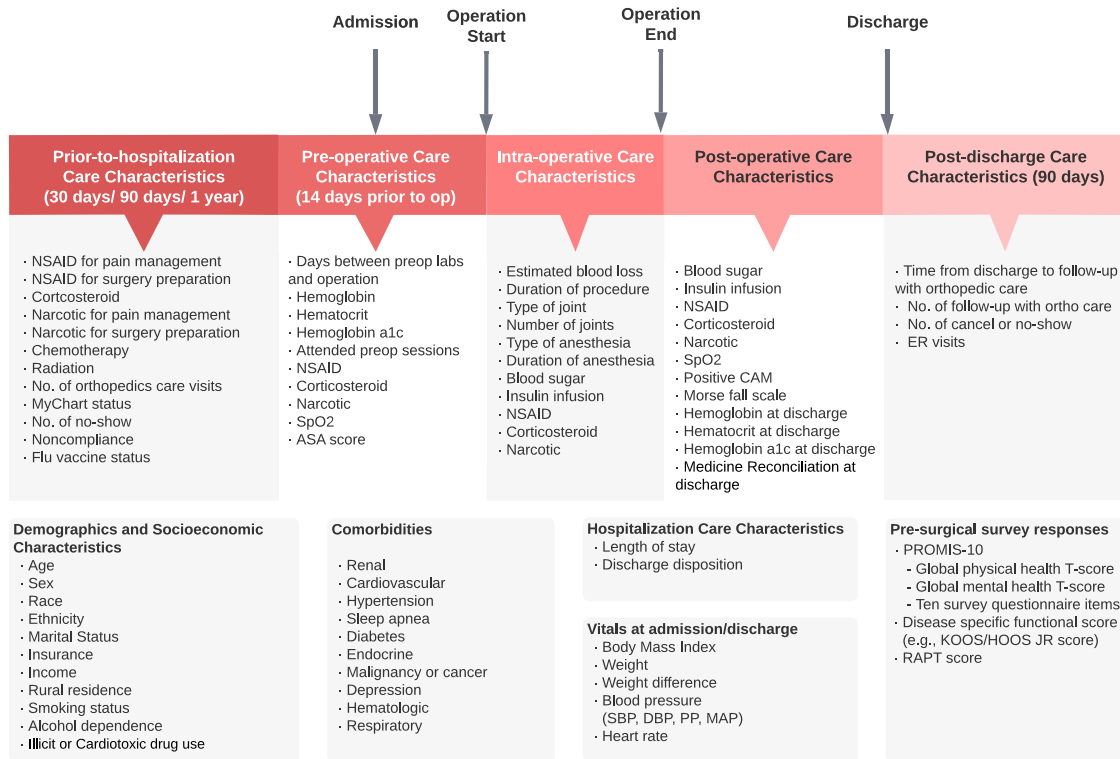 Admission
Operation
Start
Operation
End
Discharge
Prior-to-hospitalization
Care Characteristics
(30 days/ 90 days/ 1 year)
Pre-operative Care
Characteristics
(14 days prior to op)
Intra-operative Care
Characteristics
Post-operative Care
Characteristics
Post-discharge Care
Characteristics (90 days)
· NSAID for pain management
· NSAID for surgery preparation
· Cortcosteroid
· Narcotic for pain management
· Narcotic for surgery preparation
· Chemotherapy
· Radiation
· No. of orthopedics care visits
· MyChart status
· No. of no-show
· Noncompliance
· Flu vaccine status
· Days between preop labs
and operation
· Hemoglobin
· Hematocrit
· Hemoglobin a1c
· Attended preop sessions
· NSAID
· Corticosteroid
· Narcotic
· SpO2
· ASA score
· Estimated blood loss
· Duration of procedure
· Type of joint
· Number of joints
· Type of anesthesia
· Duration of anesthesia
· Blood sugar
· Insulin infusion
· NSAID
· Corticosteroid
· Narcotic
· Blood sugar
· Insulin infusion
· NSAID
· Corticosteroid
· Narcotic
· SpO2
· Positive CAM
· Morse fall scale
· Hemoglobin at discharge
· Hematocrit at discharge
· Hemoglobin a1c at discharge
· Medicine Reconciliation at
discharge
· Time from discharge to follow-up
with orthopedic care
· No. of follow-up with ortho care
· No. of cancel or no-show
· ER visits
Demographics and Socioeconomic
Characteristics
· Age
· Sex
· Race
· Ethnicity
· Marital Status
· Insurance
· Income
· Rural residence
· Smoking status
· Alcohol dependence
· Illicit or Cardiotoxic drug use
Comorbidities
· Renal
· Cardiovascular
· Hypertension
· Sleep apnea
· Diabetes
· Endocrine
· Malignancy or cancer
· Depression
· Hematologic
· Respiratory
Hospitalization Care Characteristics
· Length of stay
· Discharge disposition
Vitals at admission/discharge
· Body Mass Index
· Weight
· Weight difference
· Blood pressure
(SBP, DBP, PP, MAP)
· Heart rate
Pre-surgical survey responses
· PROMIS-10
- Global physical health T-score
- Global mental health T-score
- Ten survey questionnaire items
· Disease specific functional score
(e.g., KOOS/HOOS JR score)
· RAPT score